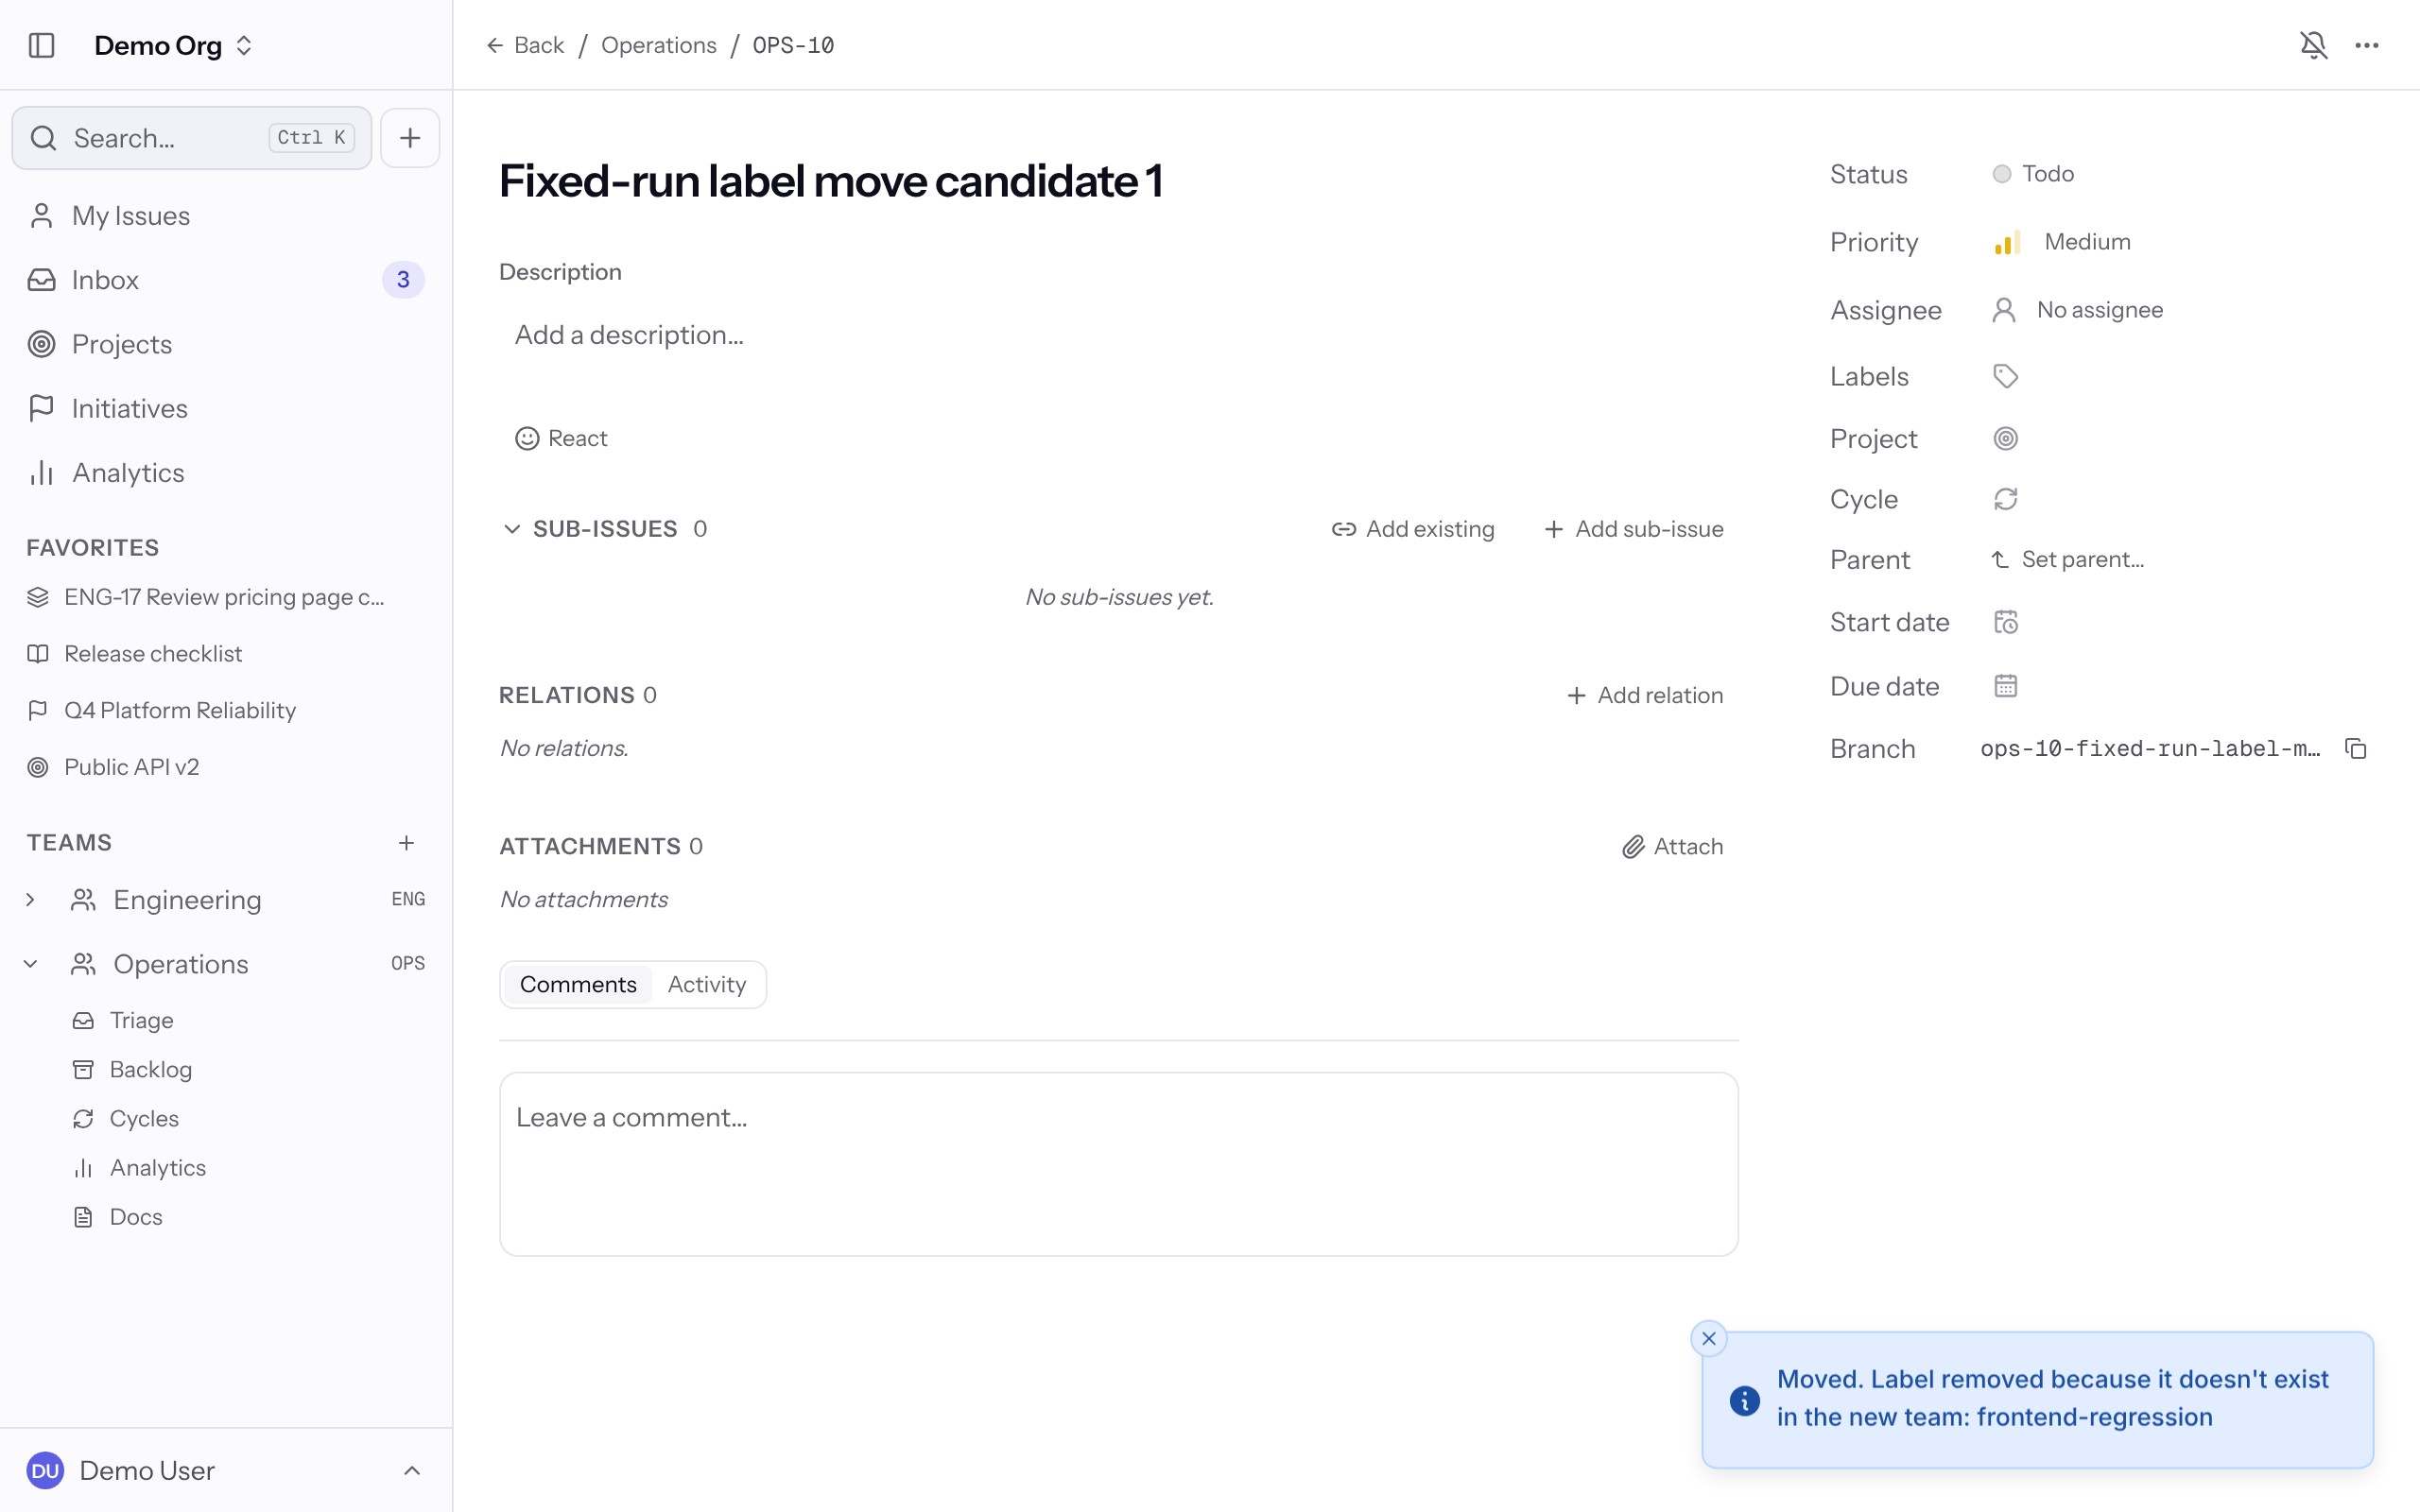 Demo Org
Back / Operations / OPS-10
Search...
Ctrl K
My Issues
Inbox
3
Projects
Initiatives
Analytics
FAVORITES
ENG-17 Review pricing page c...
Release checklist
Q4 Platform Reliability
Public API v2
TEAMS
Engineering
ENG
Operations
OPS
Triage
Backlog
Cycles
Analytics
Docs
DU
Demo User
Fixed-run label move candidate 1
Description
Add a description...
React
SUB-ISSUES 0
Add existing
Add sub-issue
No sub-issues yet.
RELATIONS 0
Add relation
No relations.
ATTACHMENTS 0
Attach
No attachments
Comments
Activity
Leave a comment...
Status
Todo
Priority
Medium
Assignee
No assignee
Labels
Project
Cycle
Parent
Set parent...
Start date
Due date
Branch
ops-10-fixed-run-label-m...
Moved. Label removed because it doesn't exist
in the new team: frontend-regression